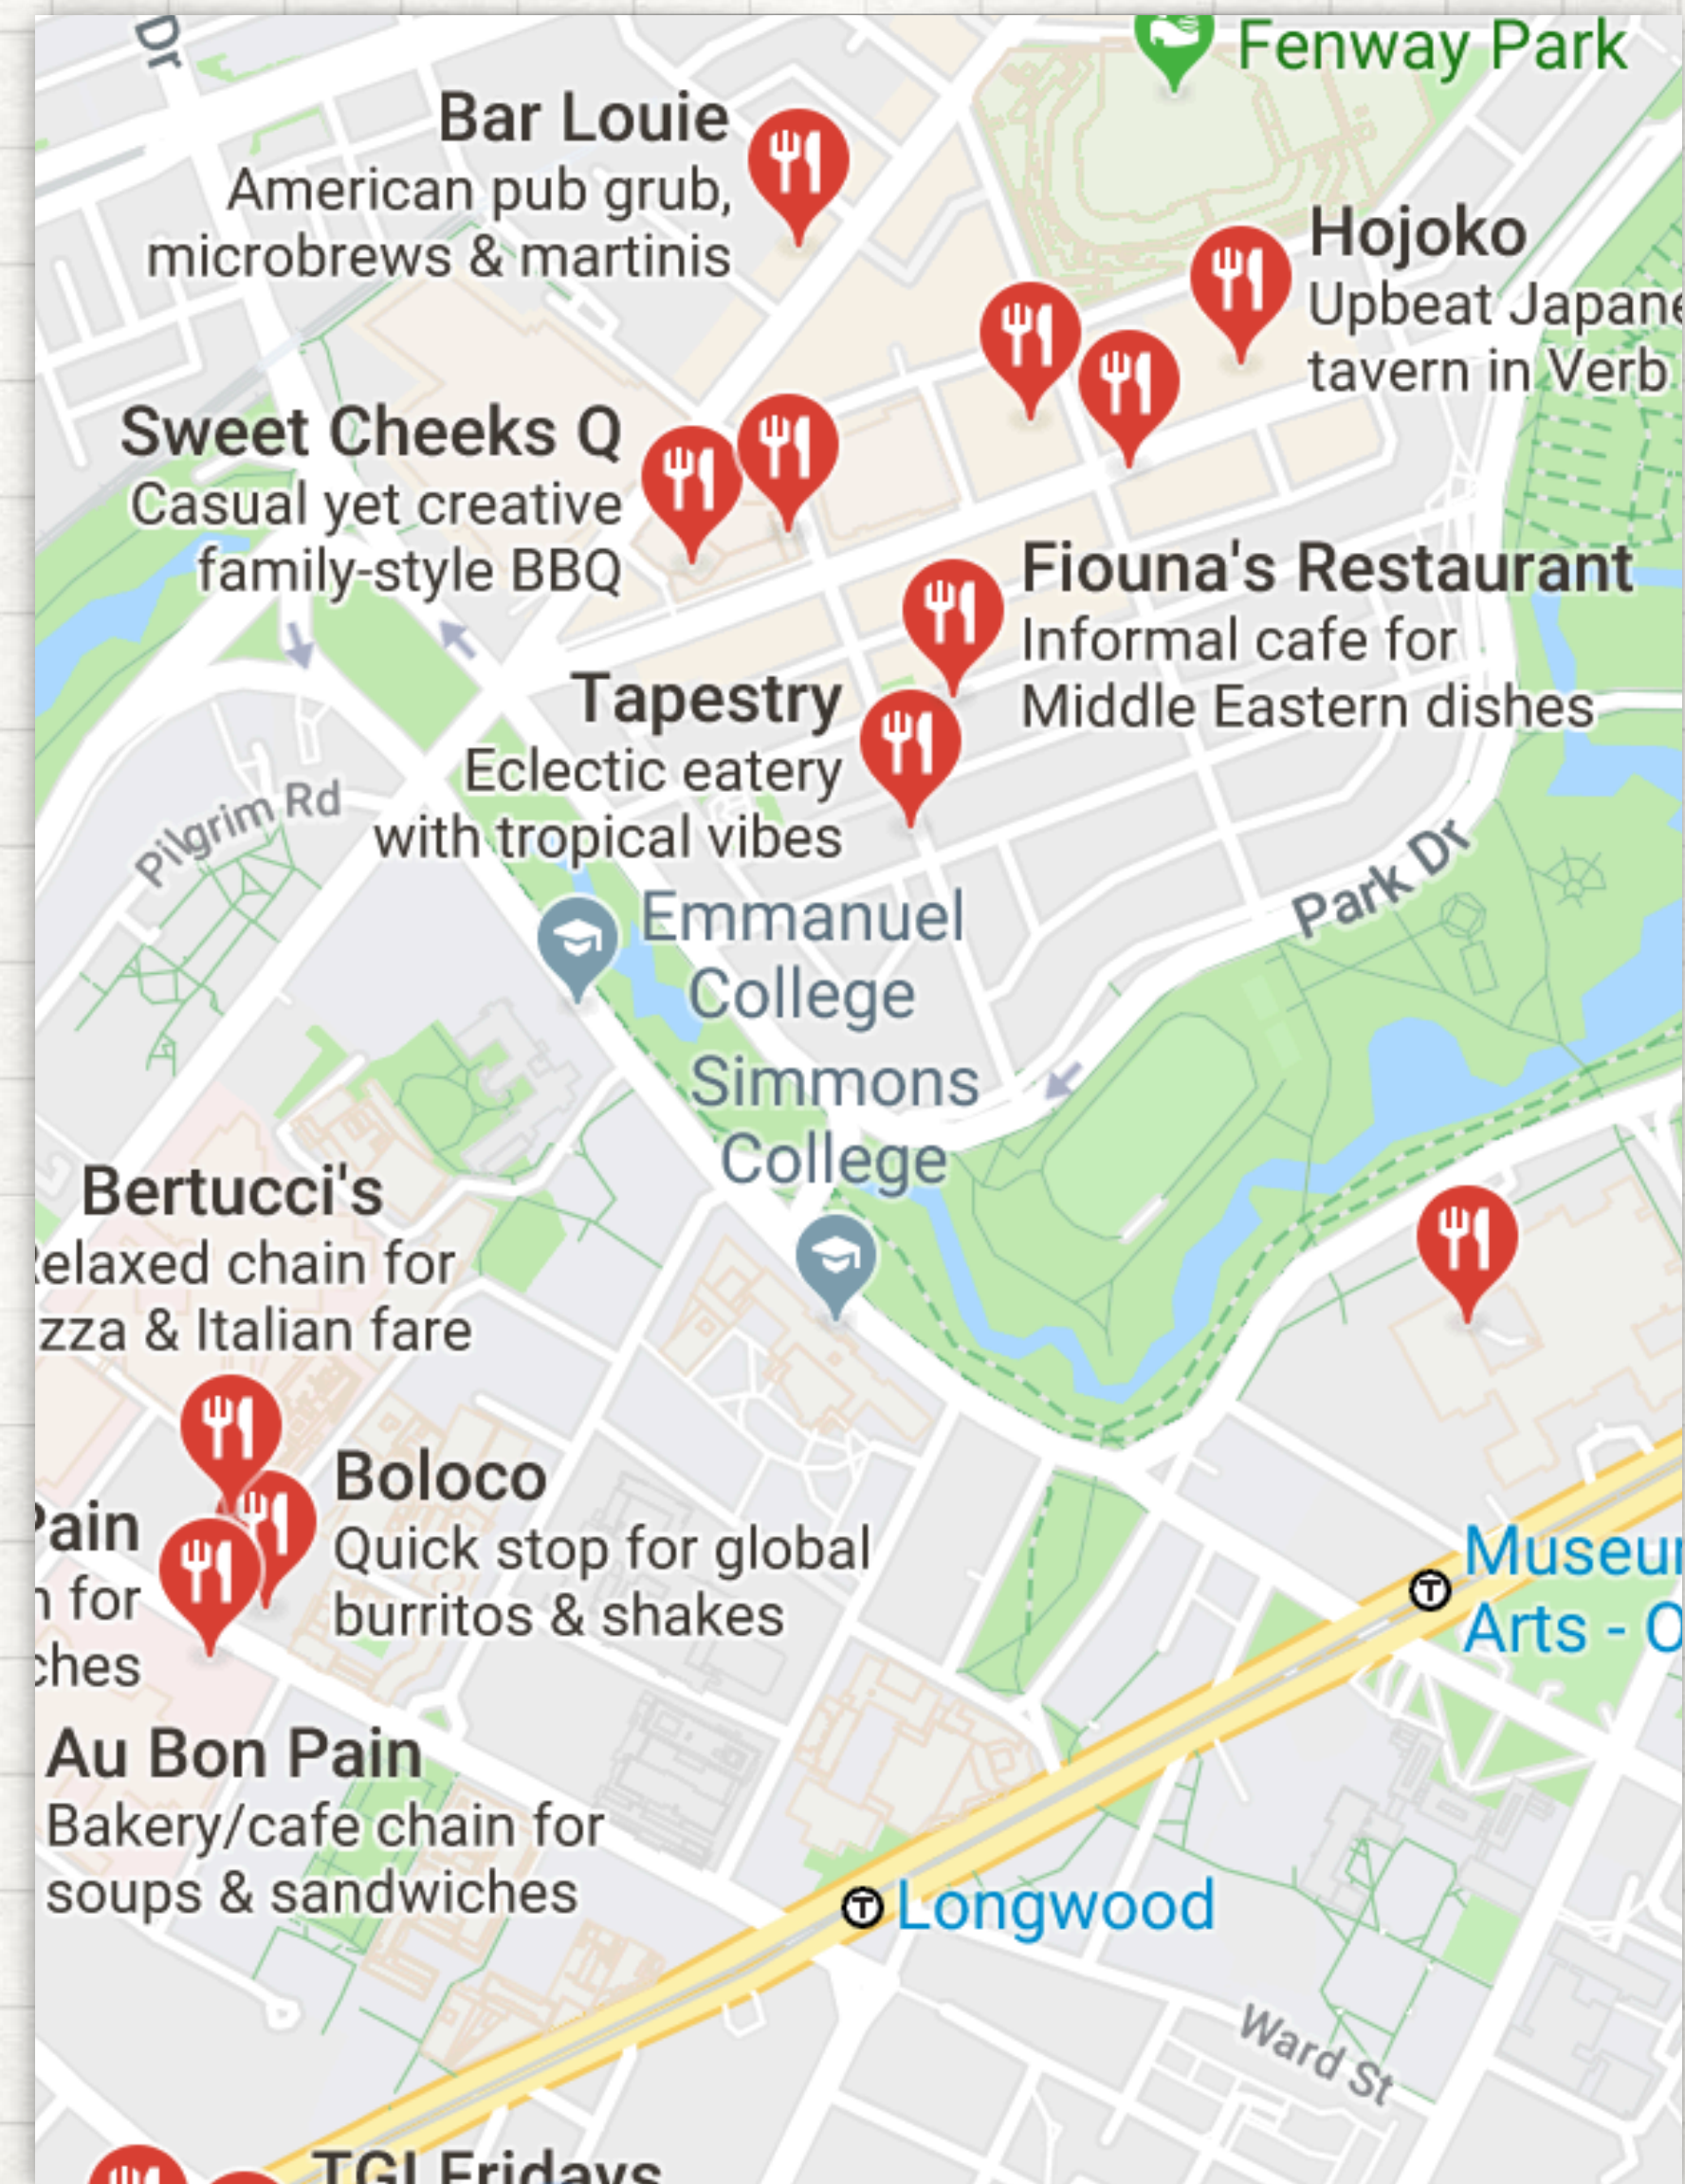 Dr
Fenway Park
Bar Louie
American pub grub,
microbrews & martinis
Hojoko
Upbeat Japane
tavern in Verb
Sweet Cheeks Q
Casual yet creative
family-style BBQ
Fiouna's Restaurant
Informal cafe for
Middle Eastern dishes
Tapestry
Eclectic eatery
with tropical vibes
Pilgrim Rd
Park Dr
Emmanuel
College
Simmons
College
Bertucci's
elaxed chain for
zza & Italian fare
Boloco
Quick stop for global
burritos & shakes
Pain
n for
ches
T
Museu
Arts -
Au Bon Pain
Bakery/cafe chain for
soups & sandwiches
T
Longwood
Ward St
TGI Fridays